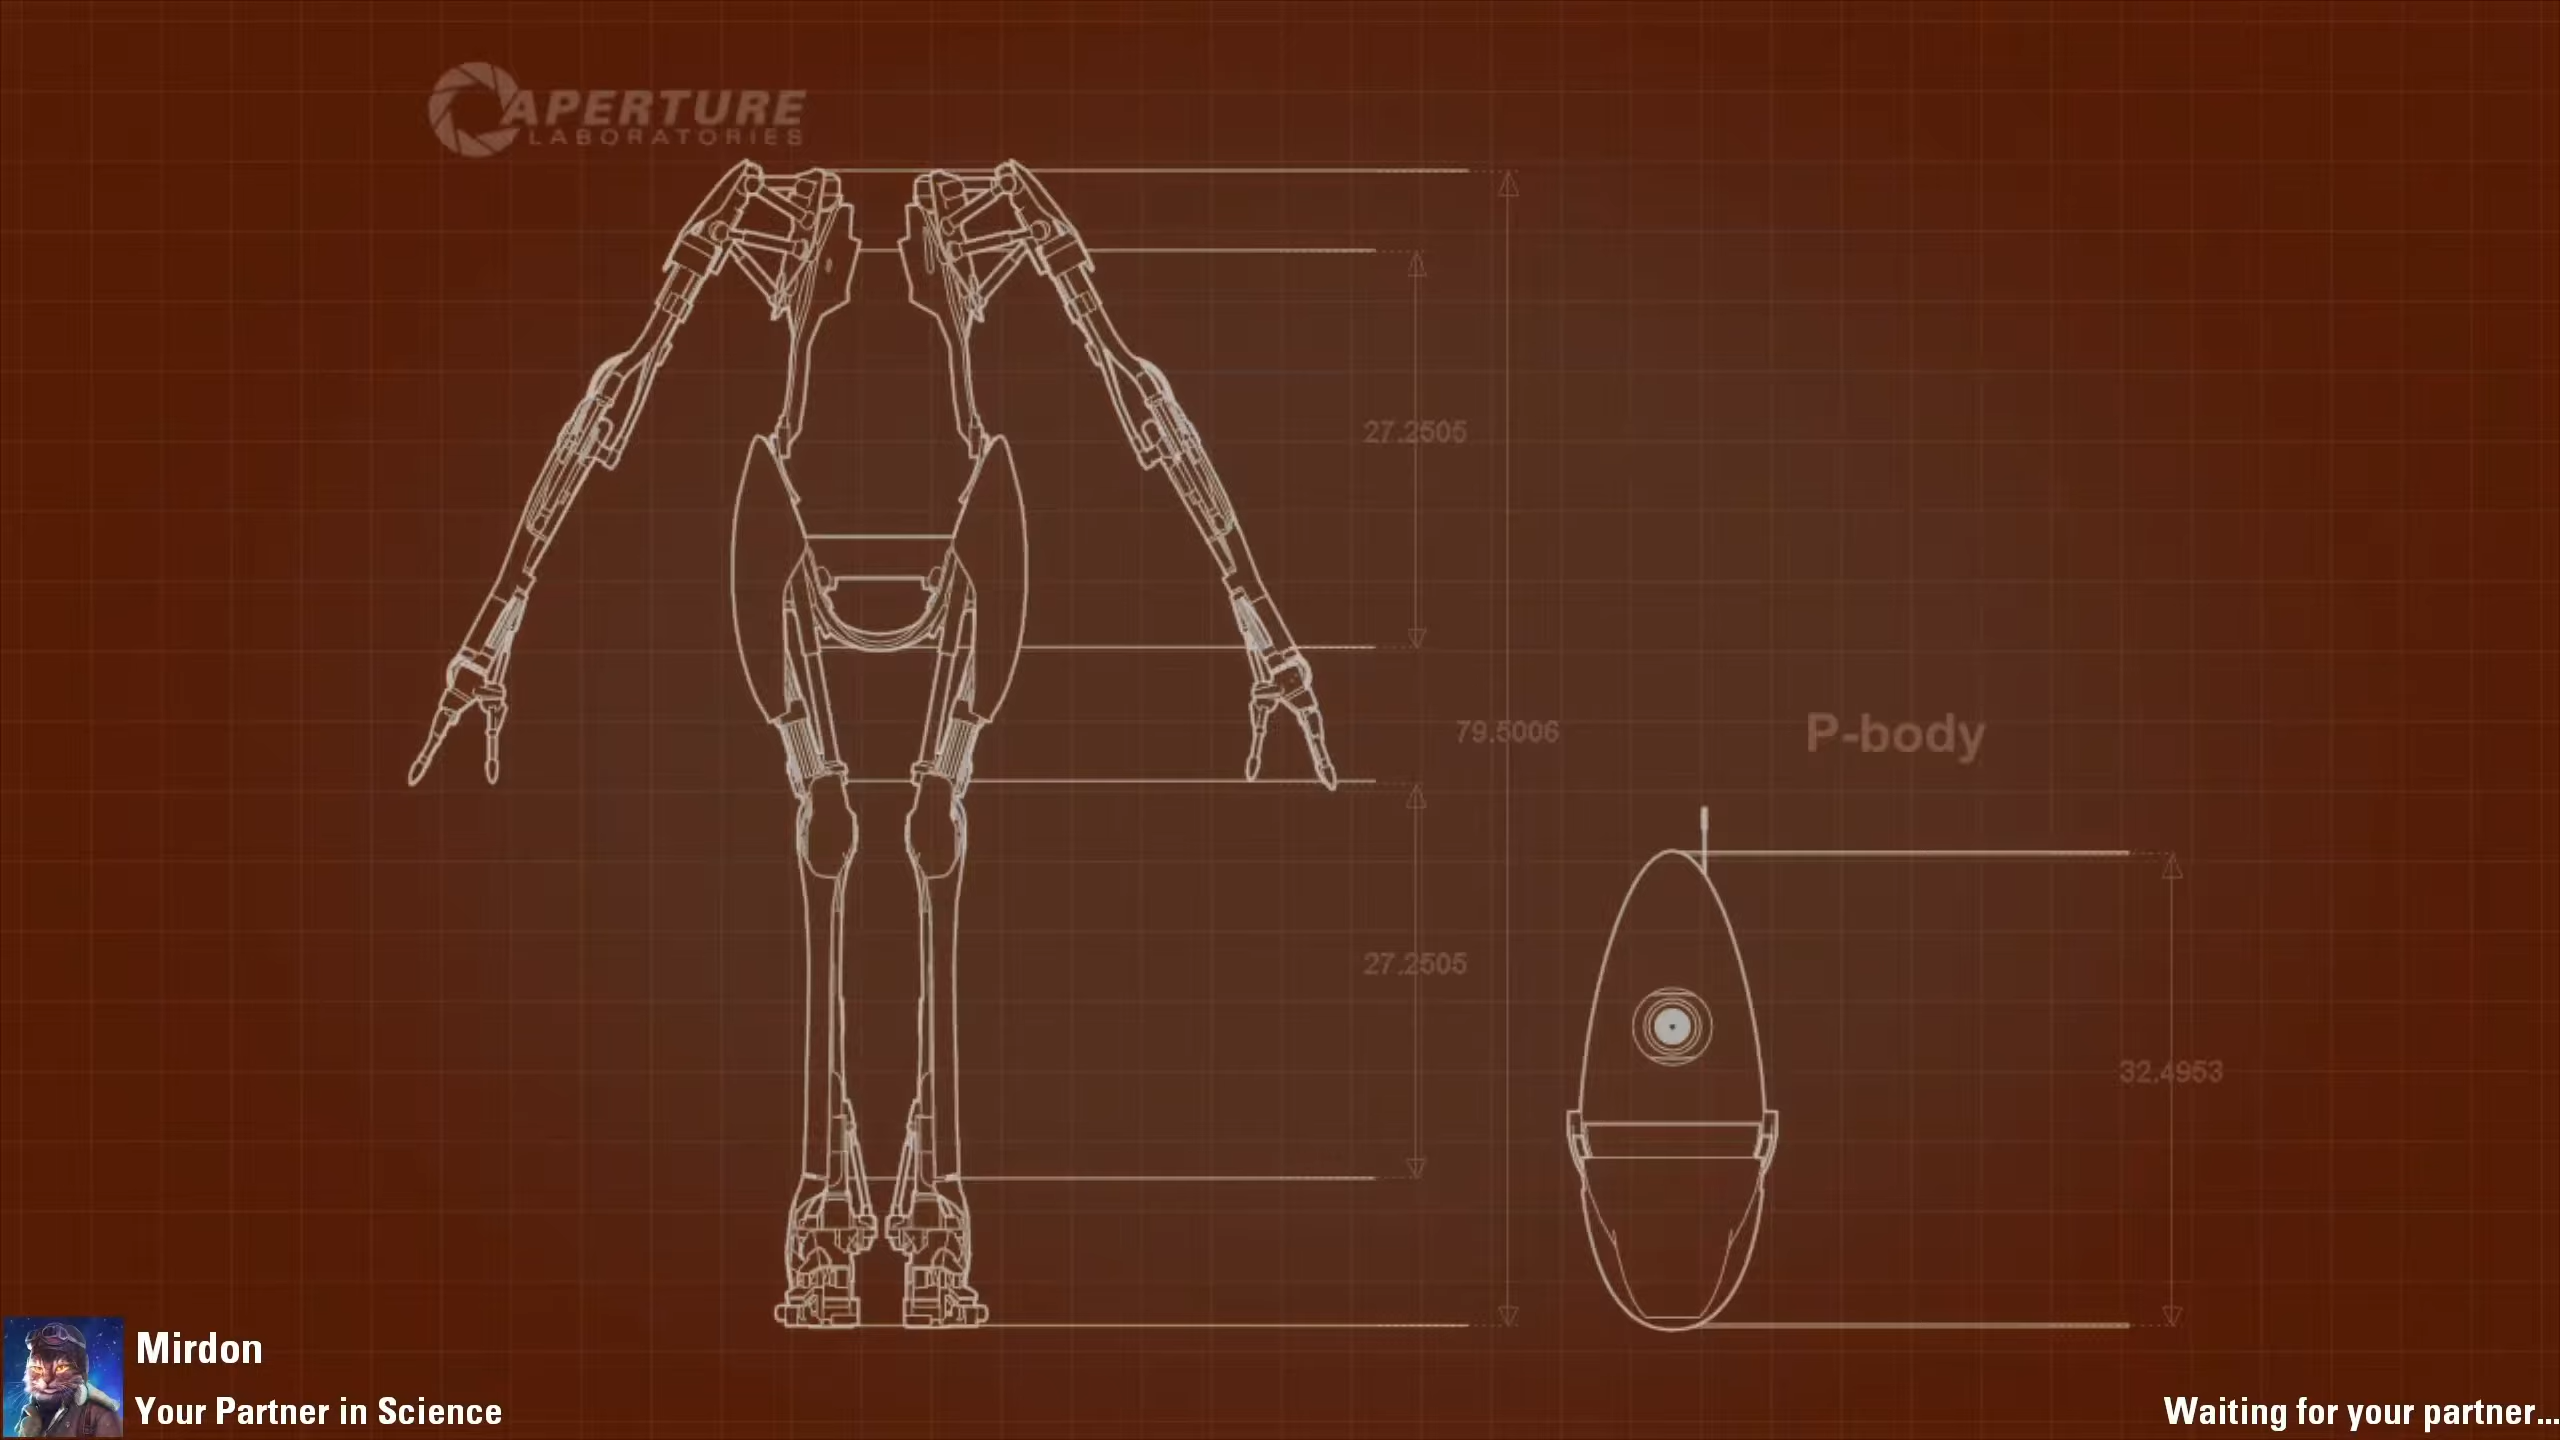 APERTURE
LABORATORIES
27.2505
79.5006
P-body
27.2505
32.4953
Mirdon
Your Partner in Science
Waiting for your partner...